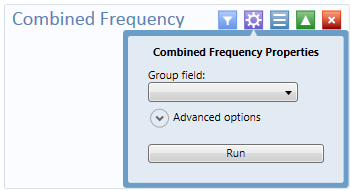 Combined Frequency
Combined Frequency Properties
Group field:
Advanced options
Run